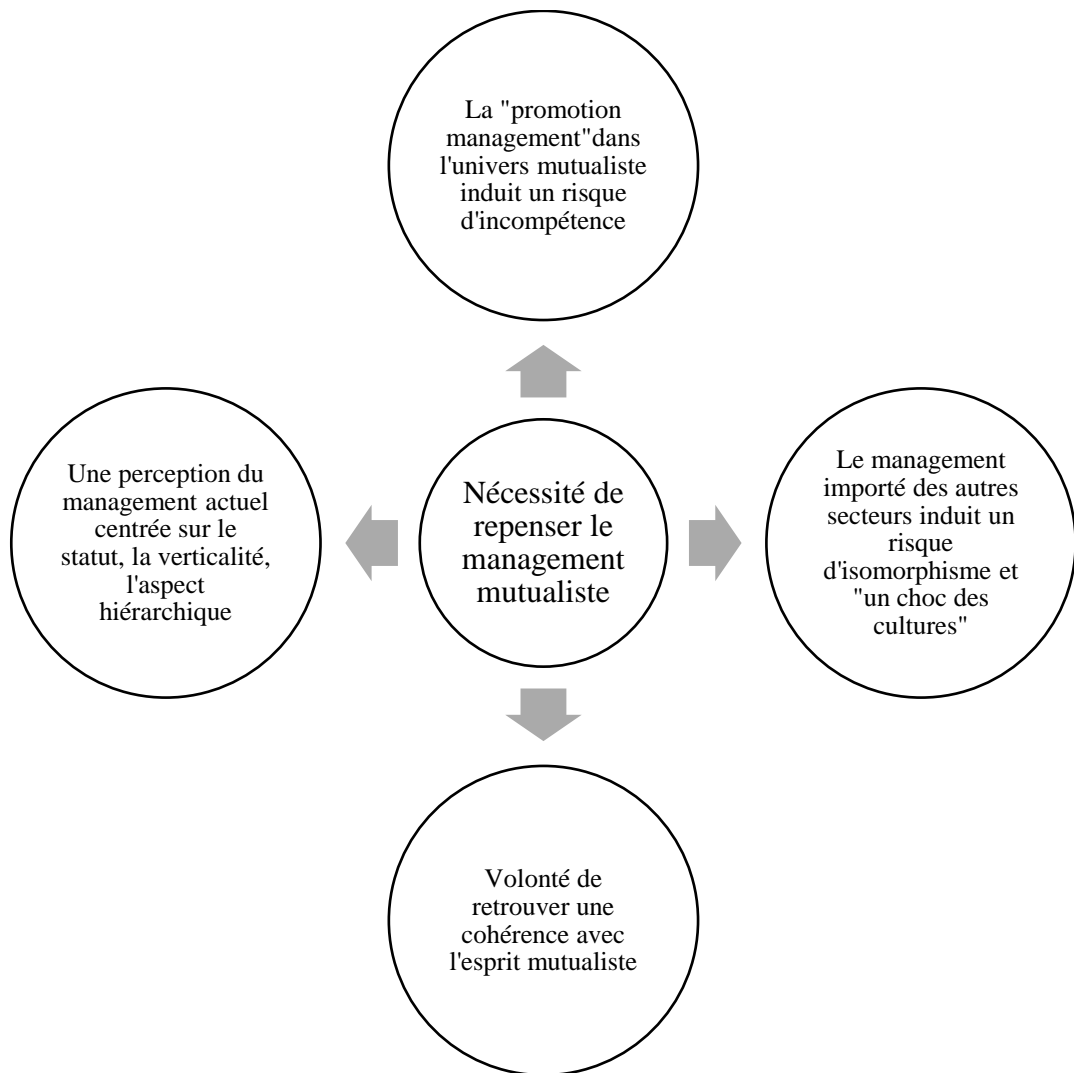 La "promotion
management"dans
l'univers mutualiste
induit un risque
d'incompétence
Une perception du
management actuel
centrée sur le
statut, la verticalité,
l'aspect
hiérarchique
Nécessité de
repenser le
management
mutualiste
Le management
importé des autres
secteurs induit un
risque
d'isomorphisme et
"un choc des
cultures"
Volonté de
retrouver une
cohérence avec
l'esprit mutualiste